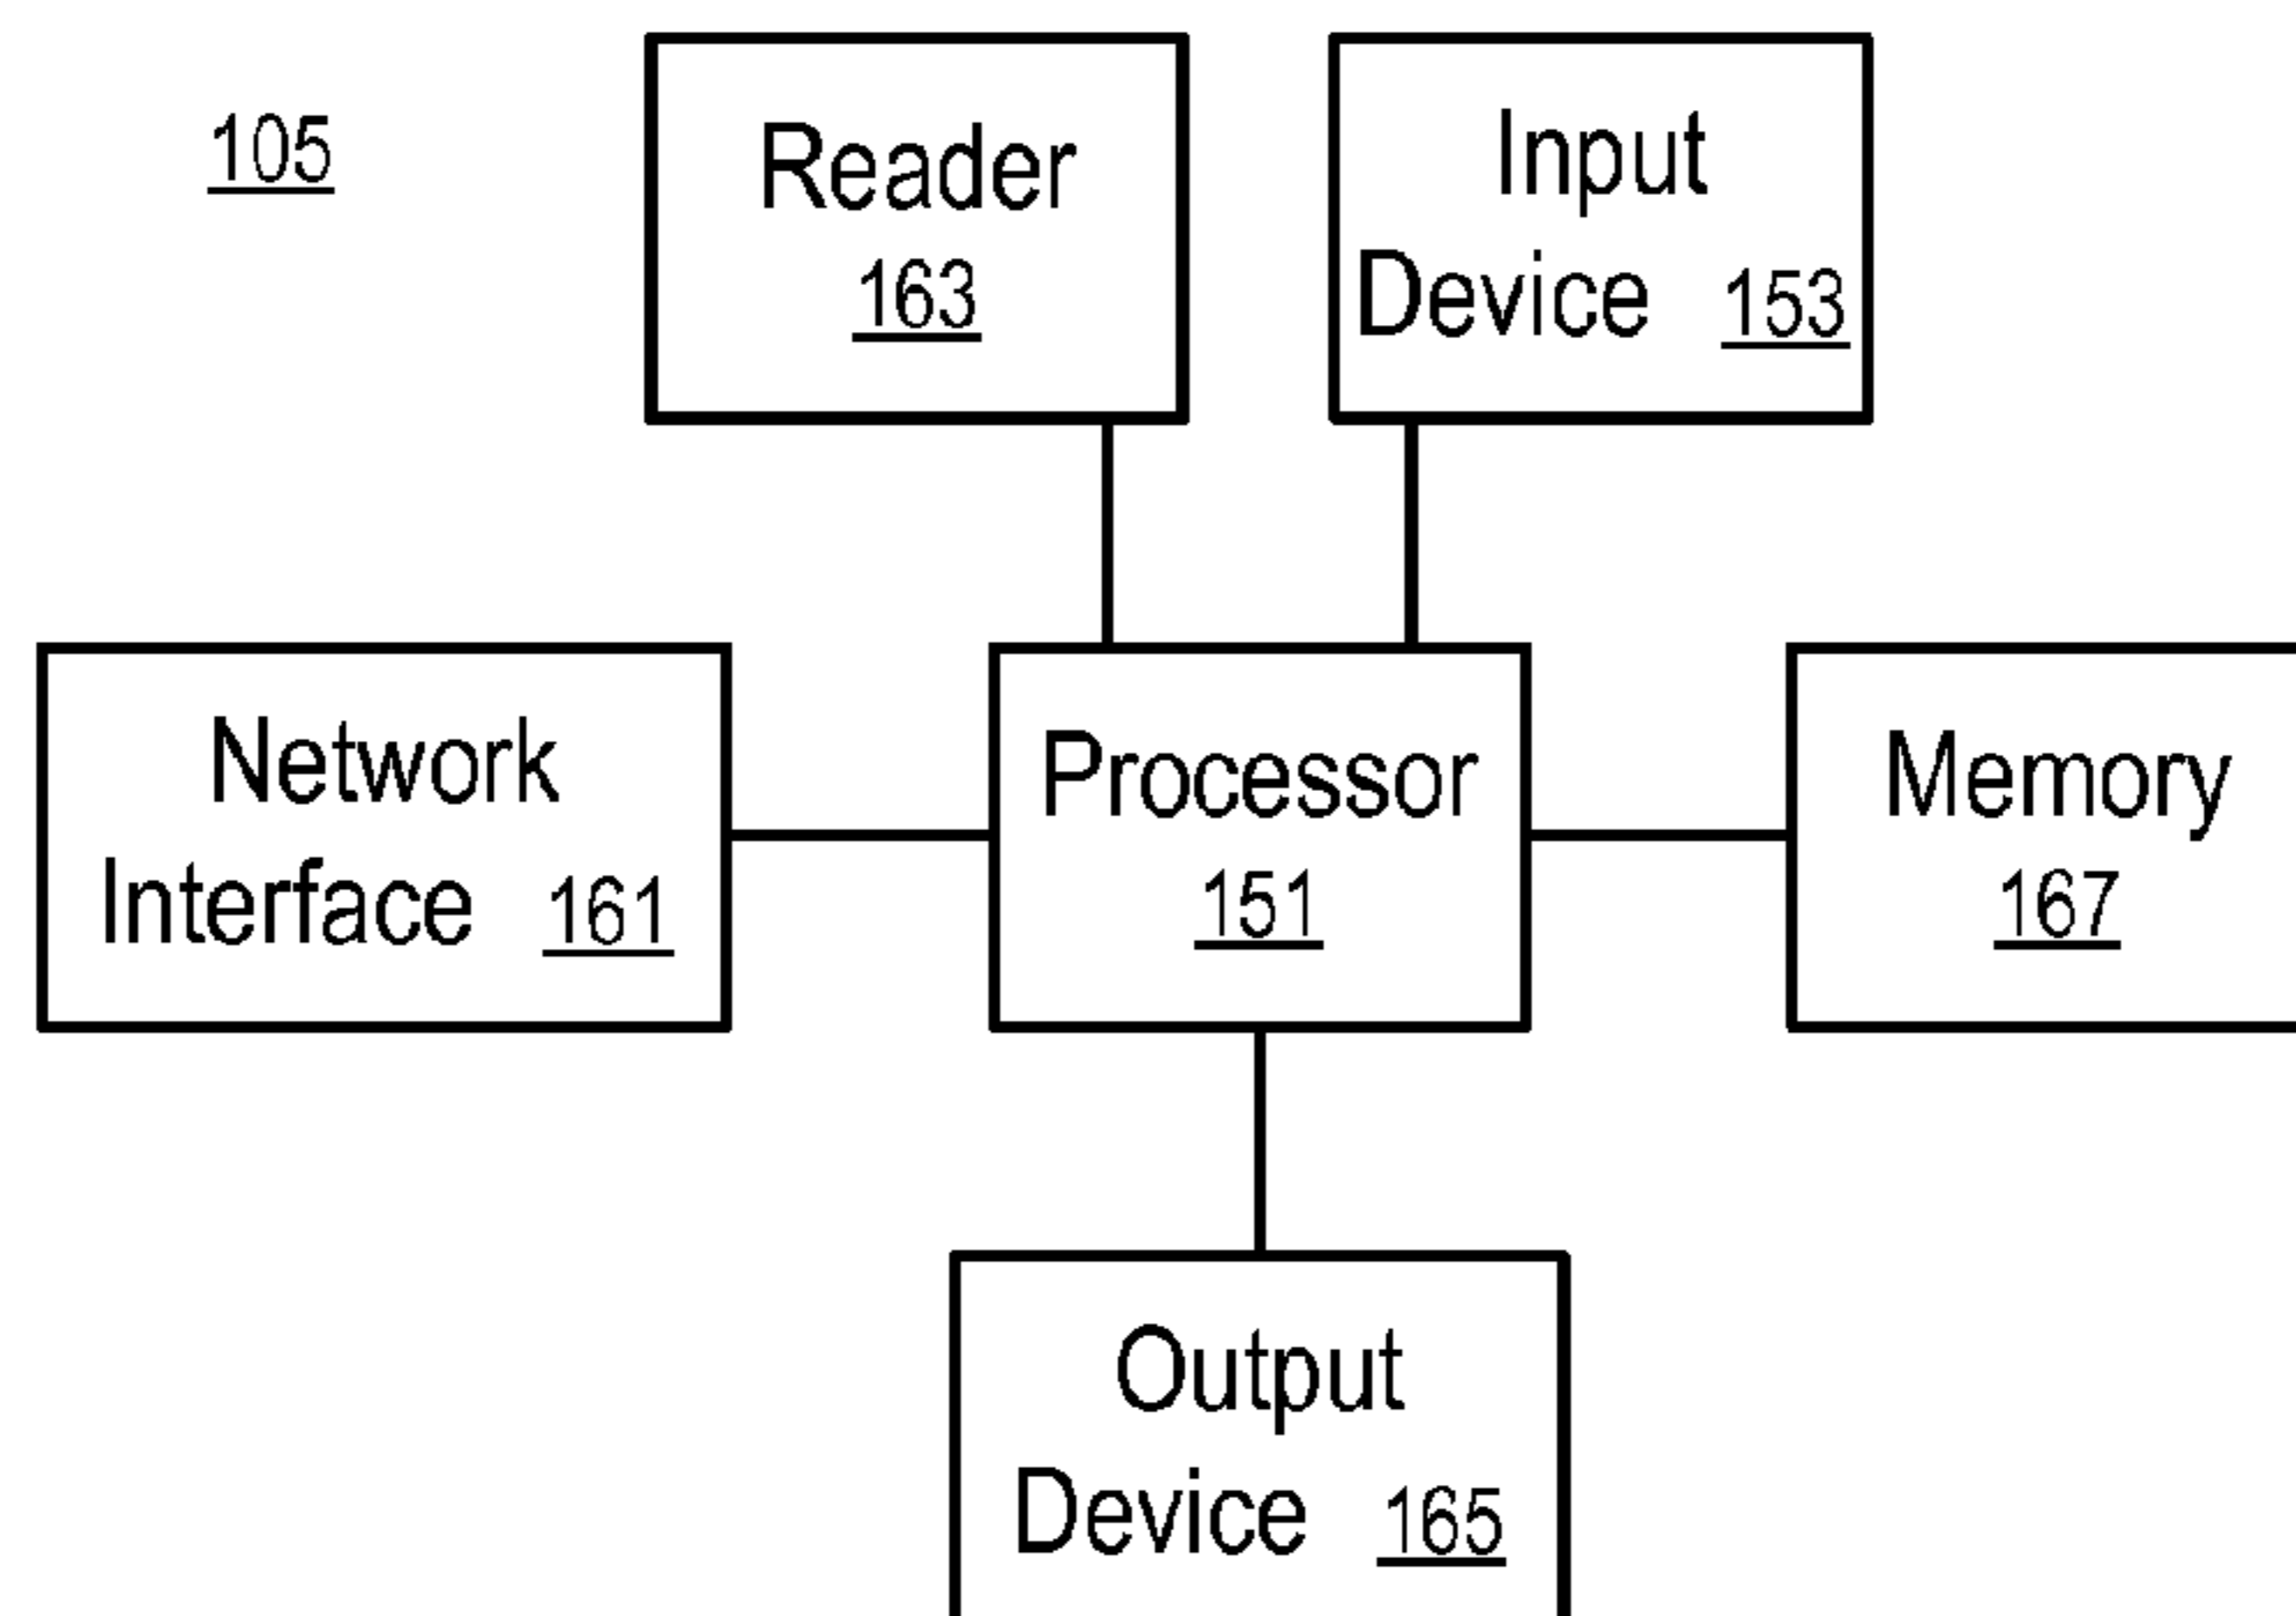 105
Reader
163
Input
Device 153
Network
Interface 161
Processor
151
Memory
167
Output
Device 165